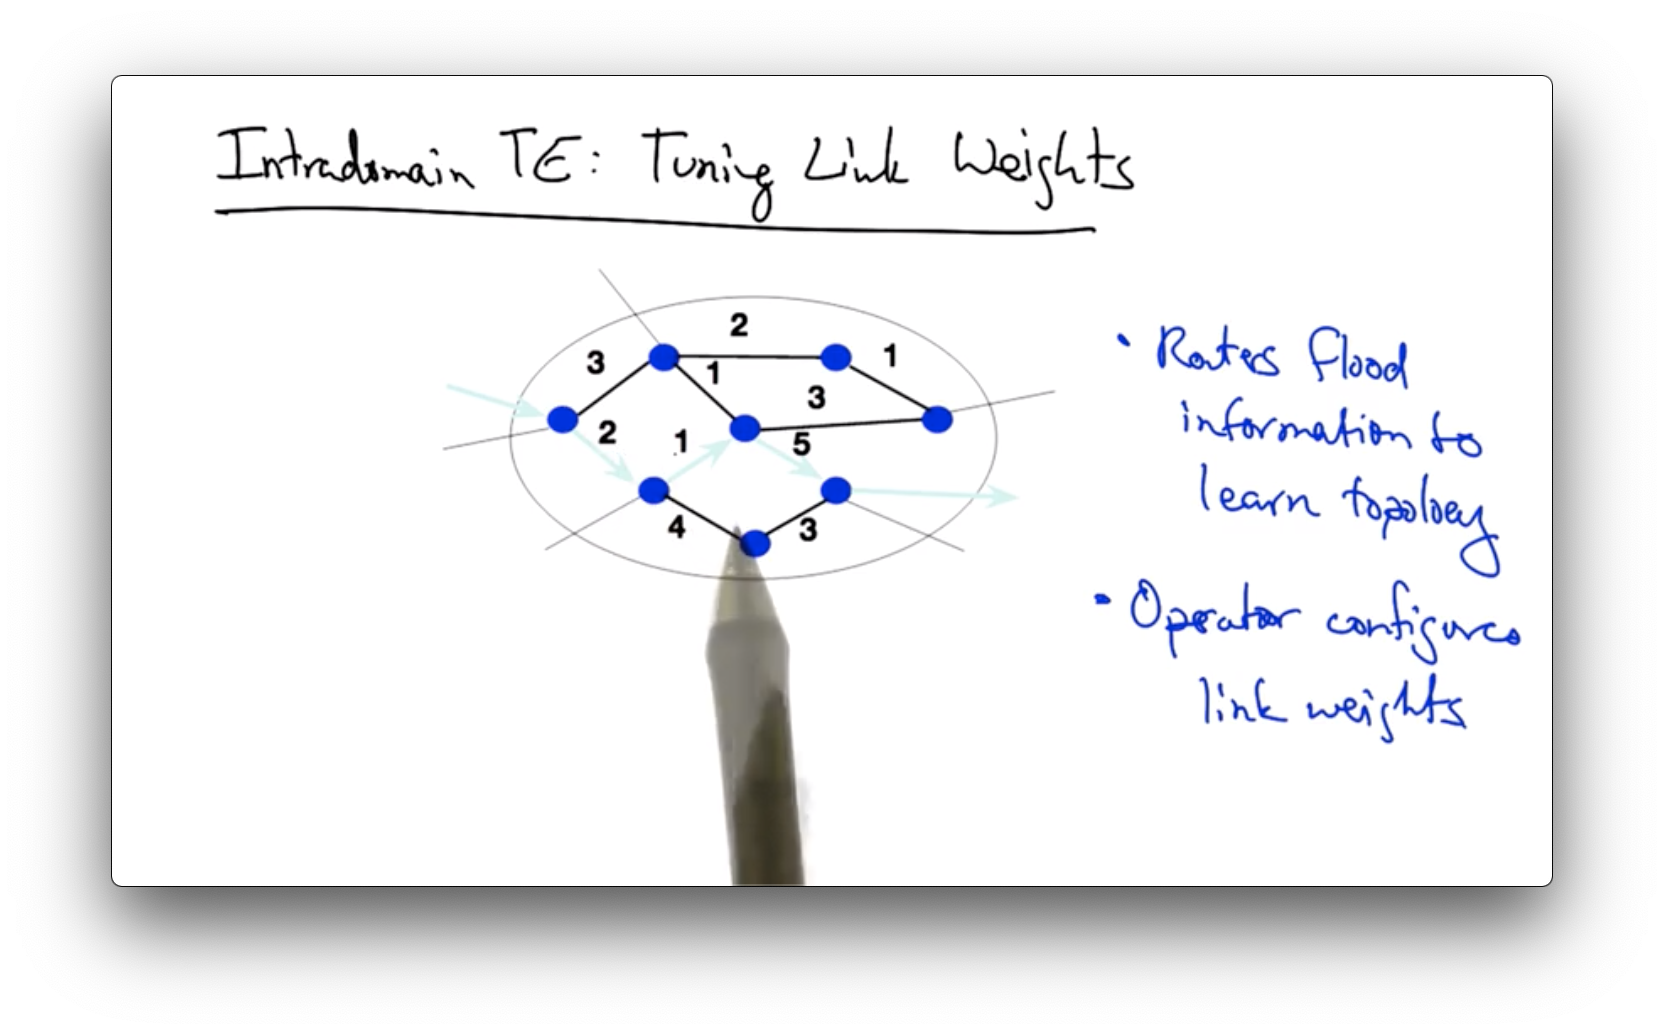 Intradomain TE: Tuning Link Weights
2
3
1
1
3
2
1
5
4
3
• Routers flood
information to
learn topology
• Operator configures
link weights